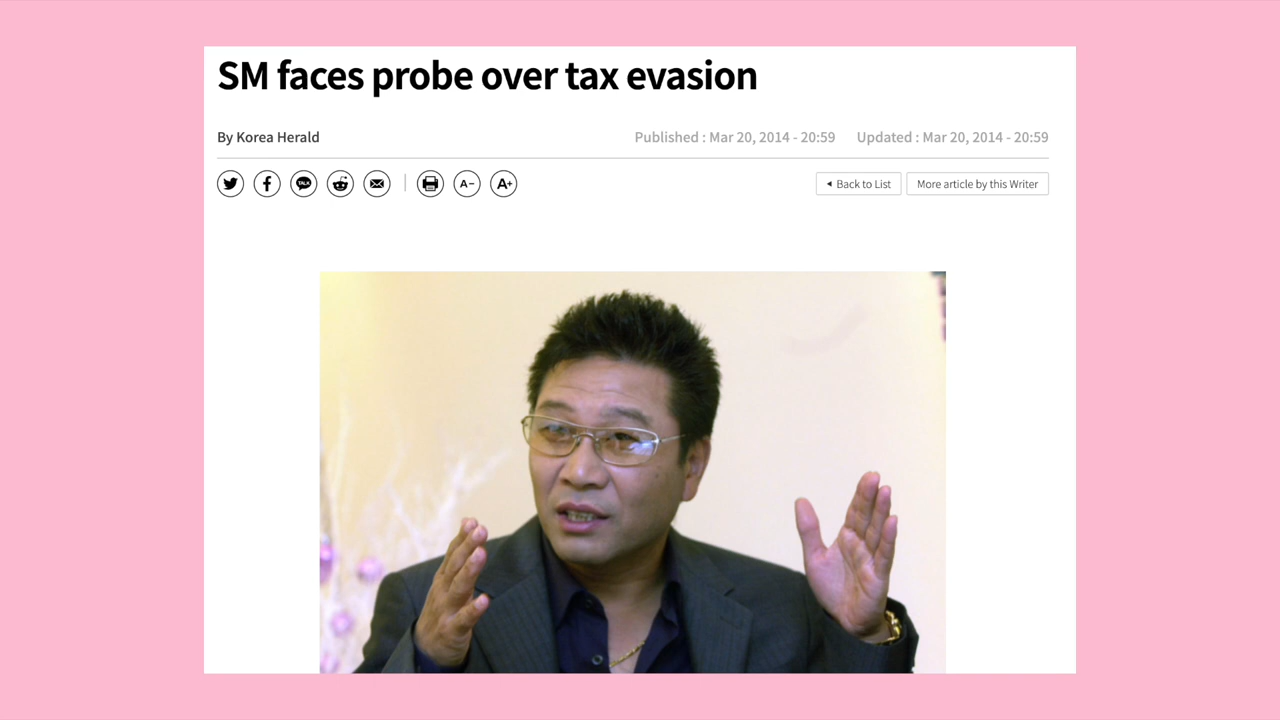 SM faces probe over tax evasion
By Korea Herald Published : Mar 20, 2014 - 20:59 Updated : Mar 20, 2014 - 20:59
TALK A- A+ Back to List More article by this Writer